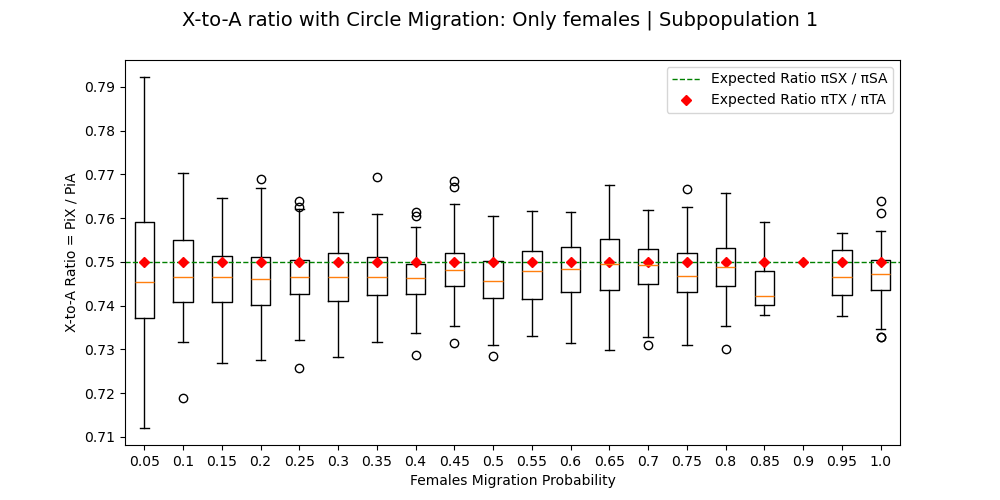 X-to-A ratio with Circle Migration: Only females | Subpopulation 1
Expected Ratio πSX / πSA
Expected Ratio πTX / πTA
X-to-A Ratio = PiX / PiA
0.79
0.78
0.77
0.76
0.75
0.74
0.73
0.72
0.71
0.05 0.1 0.15 0.2 0.25 0.3 0.35 0.4 0.45 0.5 0.55 0.6 0.65 0.7 0.75 0.8 0.85 0.9 0.95 1.0
Females Migration Probability